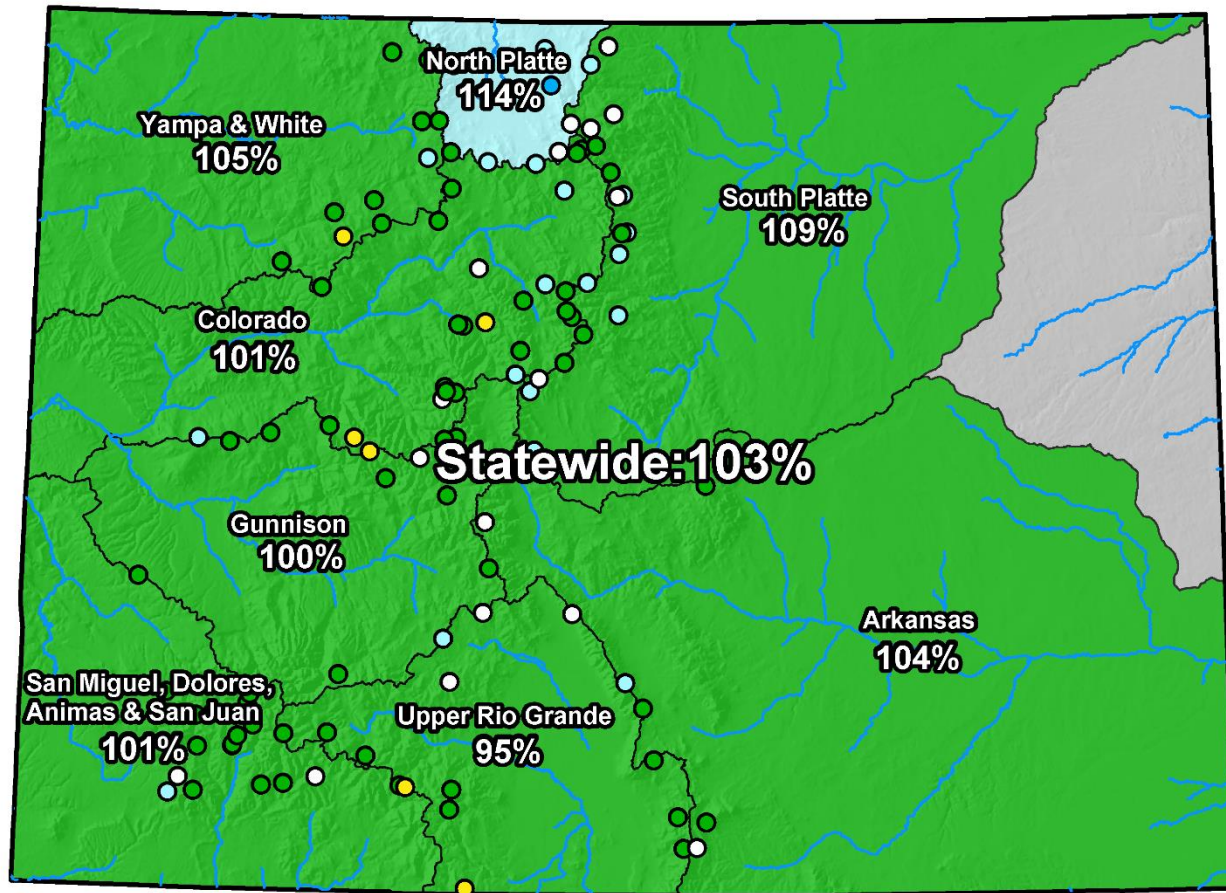 North Platte
114%
Yampa & White
105%
South Platte
109%
Colorado
101%
Statewide:103%
Gunnison
100%
Arkansas
104%
San Miguel, Dolores,
Animas & San Juan
101%
Upper Rio Grande
95%